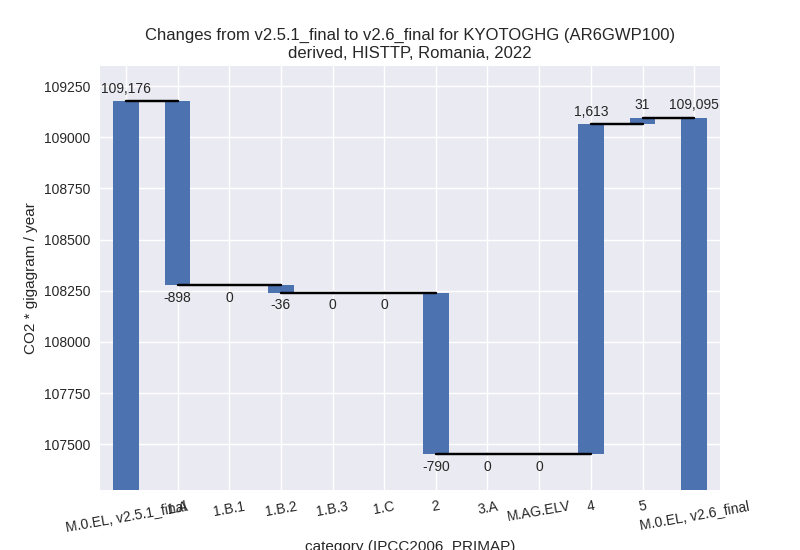 Changes from v2.5.1_final to v2.6_final for KYOTOGHG (AR6GWP100)
derived, HISTTP, Romania, 2022
CO2 * gigagram / year
109250
109000
108750
108500
108250
108000
107750
107500
109,176
-898
0
-36
0
0
-790
0
0
1,613
31
109,095
M.0.EL, v2.5.1_final
1.A
1.B.1
1.B.2
1.B.3
1.C
2
3.A
M.AG.ELV
4
5
M.0.EL, v2.6_final
category (IPCC2006_PRIMAP)